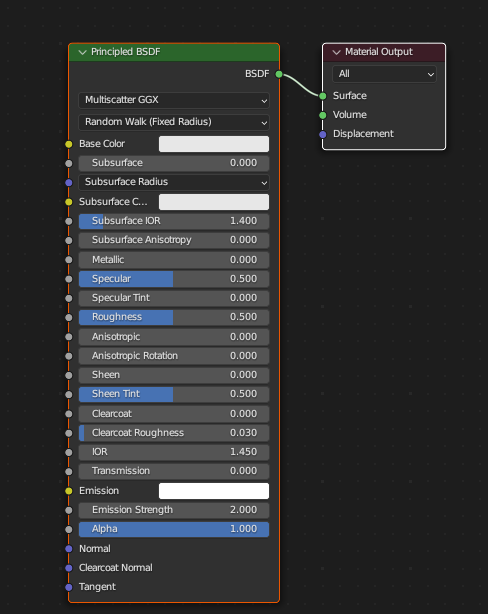 Principled BSDF
BSDF
Multiscatter GGX
Random Walk (Fixed Radius)
Base Color
Subsurface 0.000
Subsurface Radius
Subsurface C...
Subsurface IOR 1.400
Subsurface Anisotropy 0.000
Metallic 0.000
Specular 0.500
Specular Tint 0.000
Roughness 0.500
Anisotropic 0.000
Anisotropic Rotation 0.000
Sheen 0.000
Sheen Tint 0.500
Clearcoat 0.000
Clearcoat Roughness 0.030
IOR 1.450
Transmission 0.000
Emission
Emission Strength 2.000
Alpha 1.000
Normal
Clearcoat Normal
Tangent
Material Output
All
Surface
Volume
Displacement